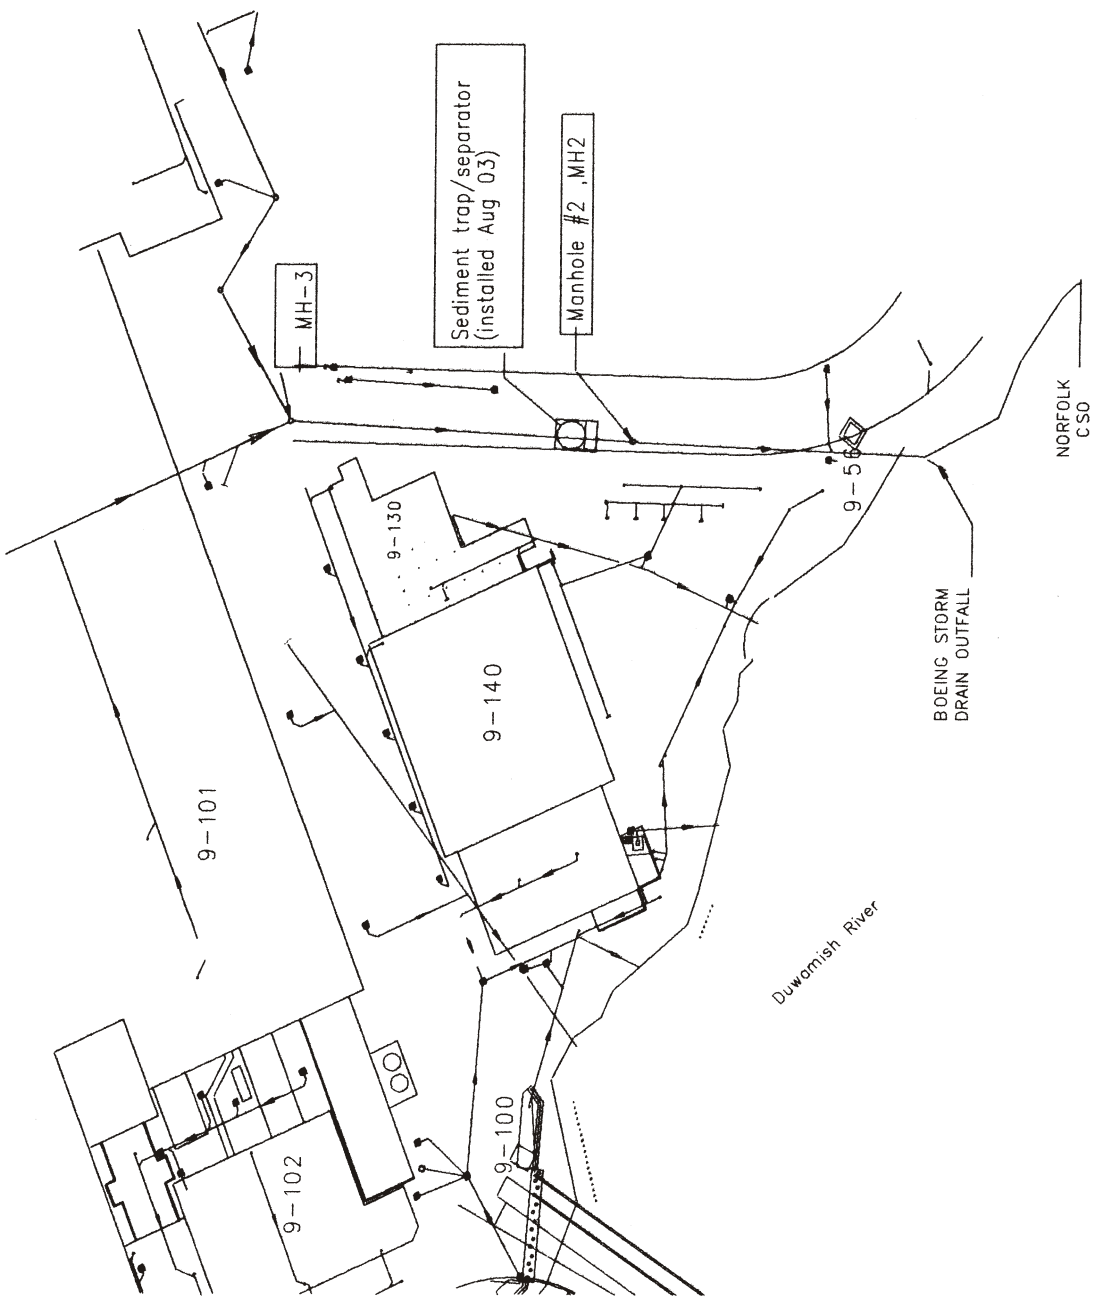 MH-3
Sediment trap/separator
(installed Aug 03)
Manhole #2 ,MH2
NORFOLK
CSO
9-56
9-130
BOEING STORM
DRAIN OUTFALL
9-140
9-101
Duwamish River
9-100
9-102